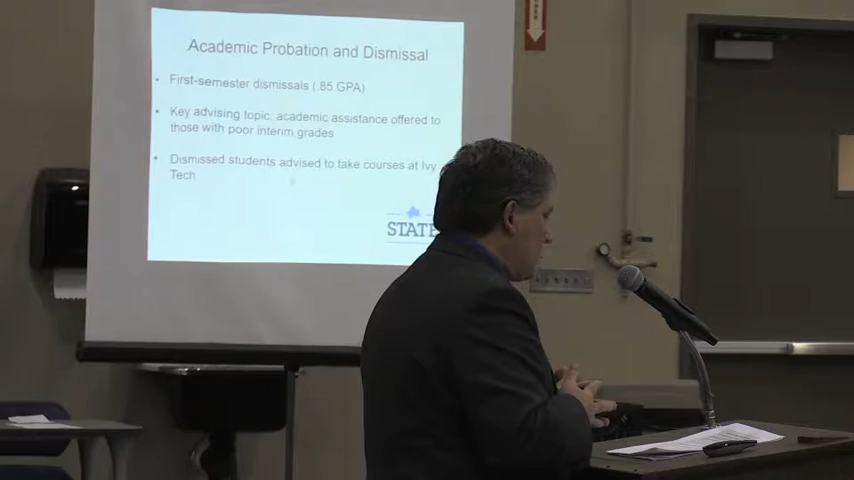 Academic Probation and Dismissal
• First-semester dismissals (.85 GPA)
• Key advising topic; academic assistance offered to
those with poor interim grades
• Dismissed students advised to take courses at Ivy
Tech
STATE